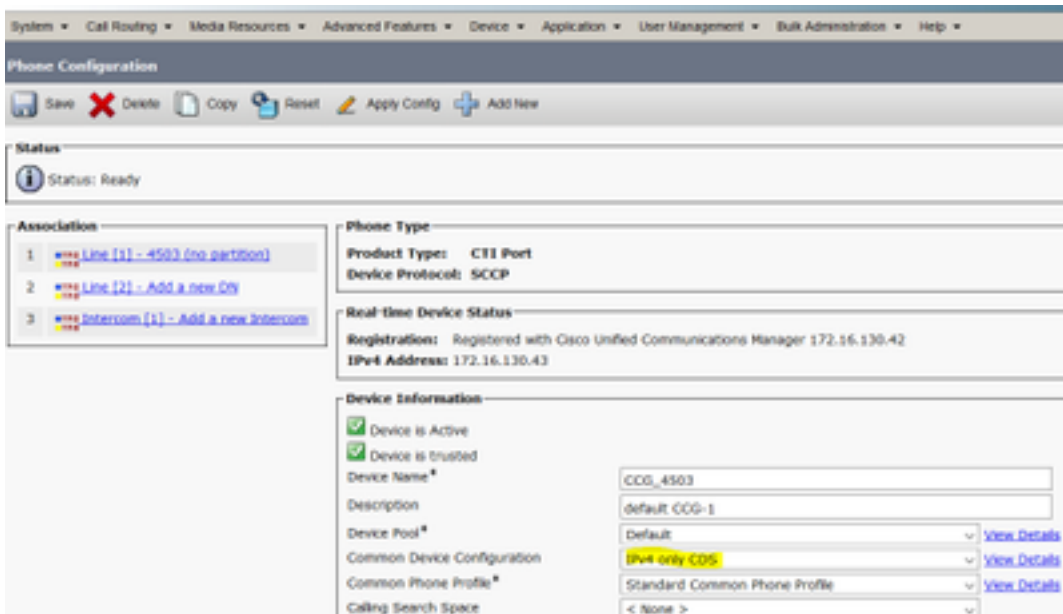 System Call Routing Media Resources Advanced Features Device Application User Management Bulk Administration Help
Phone Configuration
Save Delete Copy Reset Apply Config Add New
Status
Status: Ready
Association
1 Line [1] - 4503 (no partition)
2 Line [2] - Add a new DN
3 Intercom [1] - Add a new Intercom
Phone Type
Product Type: CTI Port
Device Protocol: SCCP
Real-time Device Status
Registration: Registered with Cisco Unified Communications Manager 172.16.130.42
IPv4 Address: 172.16.130.43
Device Information
Device is Active
Device is trusted
Device Name* CCG_4503
Description default CCG-1
Device Pool* Default View Details
Common Device Configuration IPv4 only CDS View Details
Common Phone Profile* Standard Common Phone Profile View Details
Calling Search Space < None >